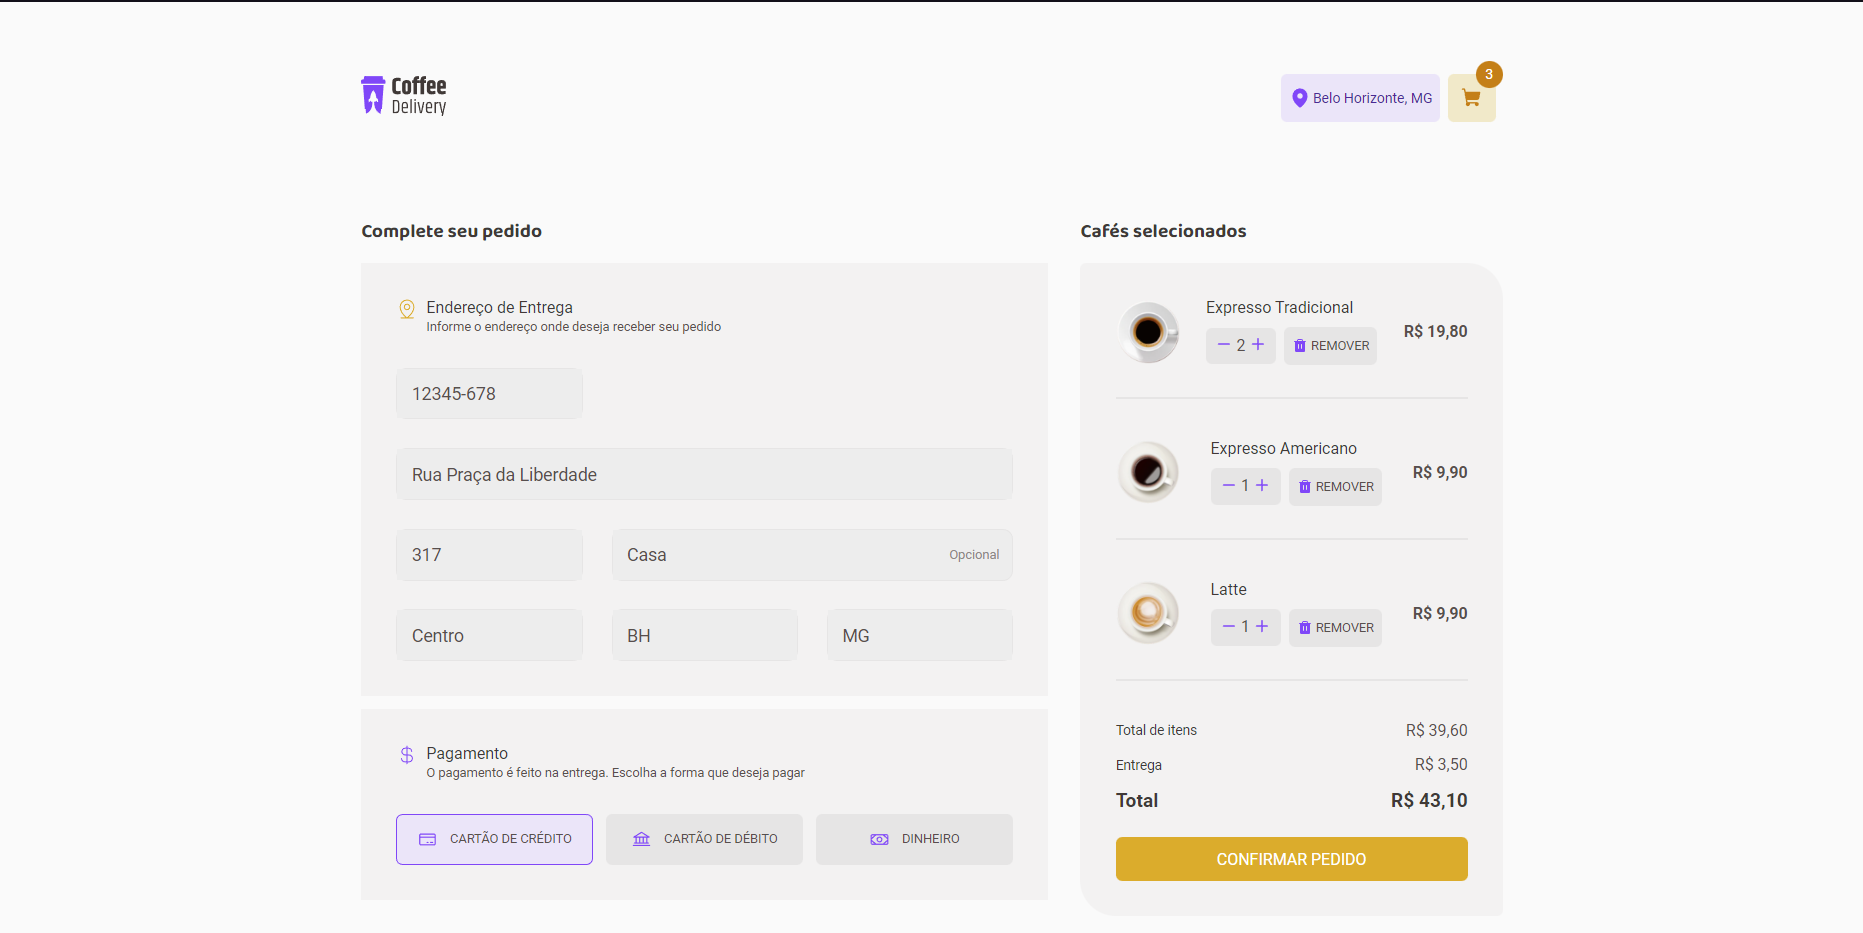 Coffee
Delivery
Belo Horizonte, MG
3
Complete seu pedido
Endereço de Entrega
Informe o endereço onde deseja receber seu pedido
12345-678
Rua Praça da Liberdade
317
Casa
Opcional
Centro
BH
MG
Pagamento
O pagamento é feito na entrega. Escolha a forma que deseja pagar
CARTÃO DE CRÉDITO
CARTÃO DE DÉBITO
DINHEIRO
Cafés selecionados
Expresso Tradicional
2
REMOVER
R$ 19,80
Expresso Americano
1
REMOVER
R$ 9,90
Latte
1
REMOVER
R$ 9,90
Total de itens
R$ 39,60
Entrega
R$ 3,50
Total
R$ 43,10
CONFIRMAR PEDIDO